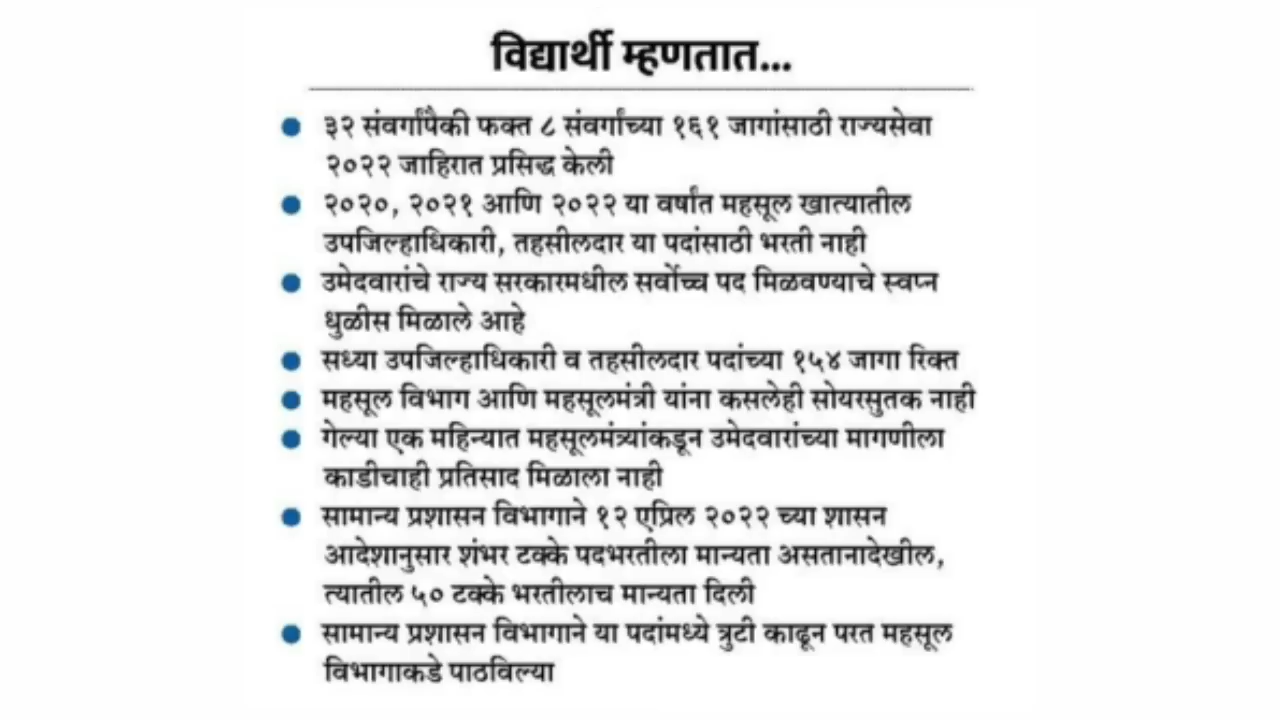 विद्यार्थी म्हणतात...
● ३२ संवर्गांपैकी फक्त ८ संवर्गांच्या १६१ जागांसाठी राज्यसेवा
२०२२ जाहिरात प्रसिद्ध केली
● २०२०, २०२१ आणि २०२२ या वर्षांत महसूल खात्यातील
उपजिल्हाधिकारी, तहसीलदार या पदांसाठी भरती नाही
● उमेदवारांचे राज्य सरकारमधील सर्वोच्च पद मिळवण्याचे स्वप्न
धुळीस मिळाले आहे
● सध्या उपजिल्हाधिकारी व तहसीलदार पदांच्या १५४ जागा रिक्त
● महसूल विभाग आणि महसूलमंत्री यांना कसलेही सोयरसुतक नाही
● गेल्या एक महिन्यात महसूलमंत्र्यांकडून उमेदवारांच्या मागणीला
काडीचाही प्रतिसाद मिळाला नाही
● सामान्य प्रशासन विभागाने १२ एप्रिल २०२२ च्या शासन
आदेशानुसार शंभर टक्के पदभरतीला मान्यता असतानादेखील,
त्यातील ५० टक्के भरतीलाच मान्यता दिली
● सामान्य प्रशासन विभागाने या पदांमध्ये त्रुटी काढून परत महसूल
विभागाकडे पाठविल्या